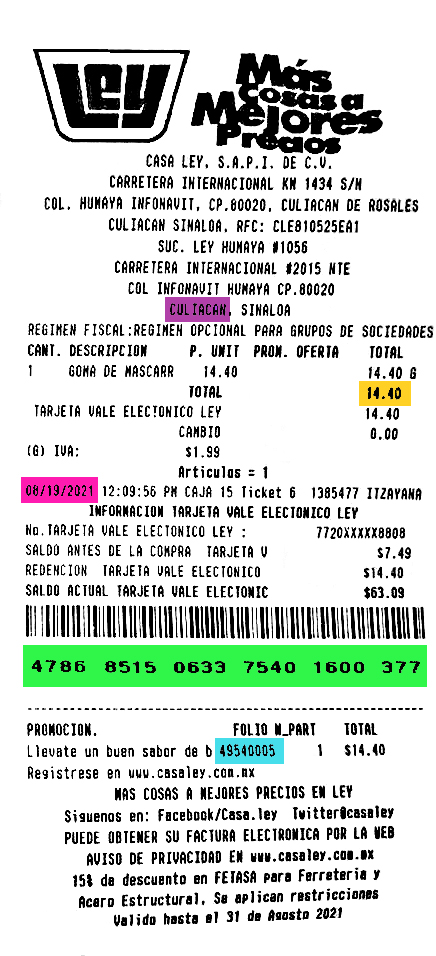 LEY
Más
Cosas a
Mejores
Precios
CASA LEY, S.A.P.I. DE C.V.
CARRETERA INTERNACIONAL KM 1434 S/N
COL. HUMAYA INFONAVIT, CP.80020, CULIACAN DE ROSALES
CULIACAN SINALOA, RFC: CLE810525EA1
SUC. LEY HUMAYA #1056
CARRETERA INTERNACIONAL #2015 NTE
COL INFONAVIT HUMAYA CP.80020
CULIACAN, SINALOA
REGIMEN FISCAL:REGIMEN OPCIONAL PARA GRUPOS DE SOCIEDADES
CANT. DESCRIPCION P. UNIT PROM. OFERTA TOTAL
1 GOMA DE MASCARR 14.40 14.40 G
TOTAL 14.40
TARJETA VALE ELECTONICO LEY 14.40
CAMBIO 0.00
(G) IVA: $1.99
Articulos = 1
08/19/2021 12:09:56 PM CAJA 15 Ticket 6 1385477 ITZAYANA
INFORMACION TARJETA VALE ELECTONICO LEY
No.TARJETA VALE ELECTONICO LEY : 7720XXXXX8808
SALDO ANTES DE LA COMPRA TARJETA V $7.49
REDENCION TARJETA VALE ELECTONICO $14.40
SALDO ACTUAL TARJETA VALE ELECTONIC $63.09
4786 8515 0633 7540 1600 377
PROMOCION. FOLIO M_PART TOTAL
Llevate un buen sabor de b 49540005 1 $14.40
Registrese en www.casaley.com.mx
MAS COSAS A MEJORES PRECIOS EN LEY
Siguenos en: Facebook/Casa.ley Twitter@casaley
PUEDE OBTENER SU FACTURA ELECTRONICA POR LA WEB
AVISO DE PRIVACIDAD EN www.casaley.com.mx
15% de descuento en FETASA para Ferreteria y
Acero Estructural, Se aplican restricciones
Valido hasta el 31 de Agosto 2021